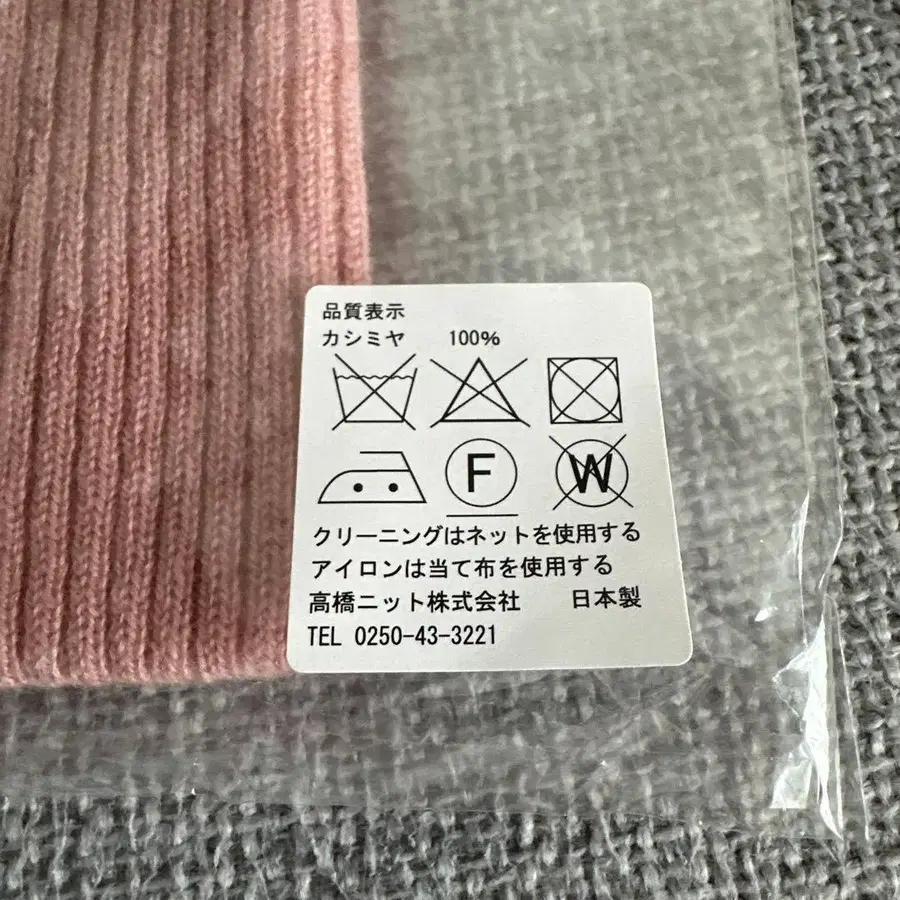 品質表示
カシミヤ 100%
F W
クリーニングはネットを使用する
アイロンは当て布を使用する
高橋ニット株式会社 日本製
TEL 0250-43-3221